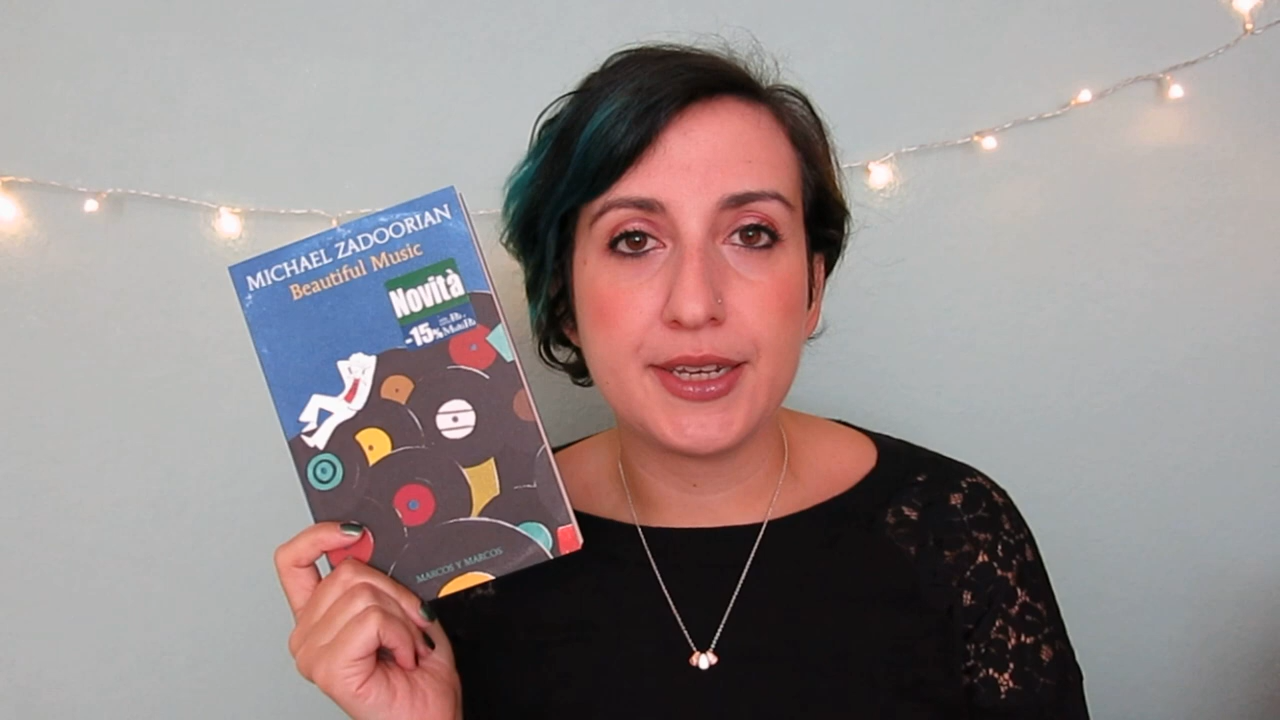 MICHAEL ZADOORIAN
Beautiful Music
Novità
-15%
MARCOS Y MARCOS